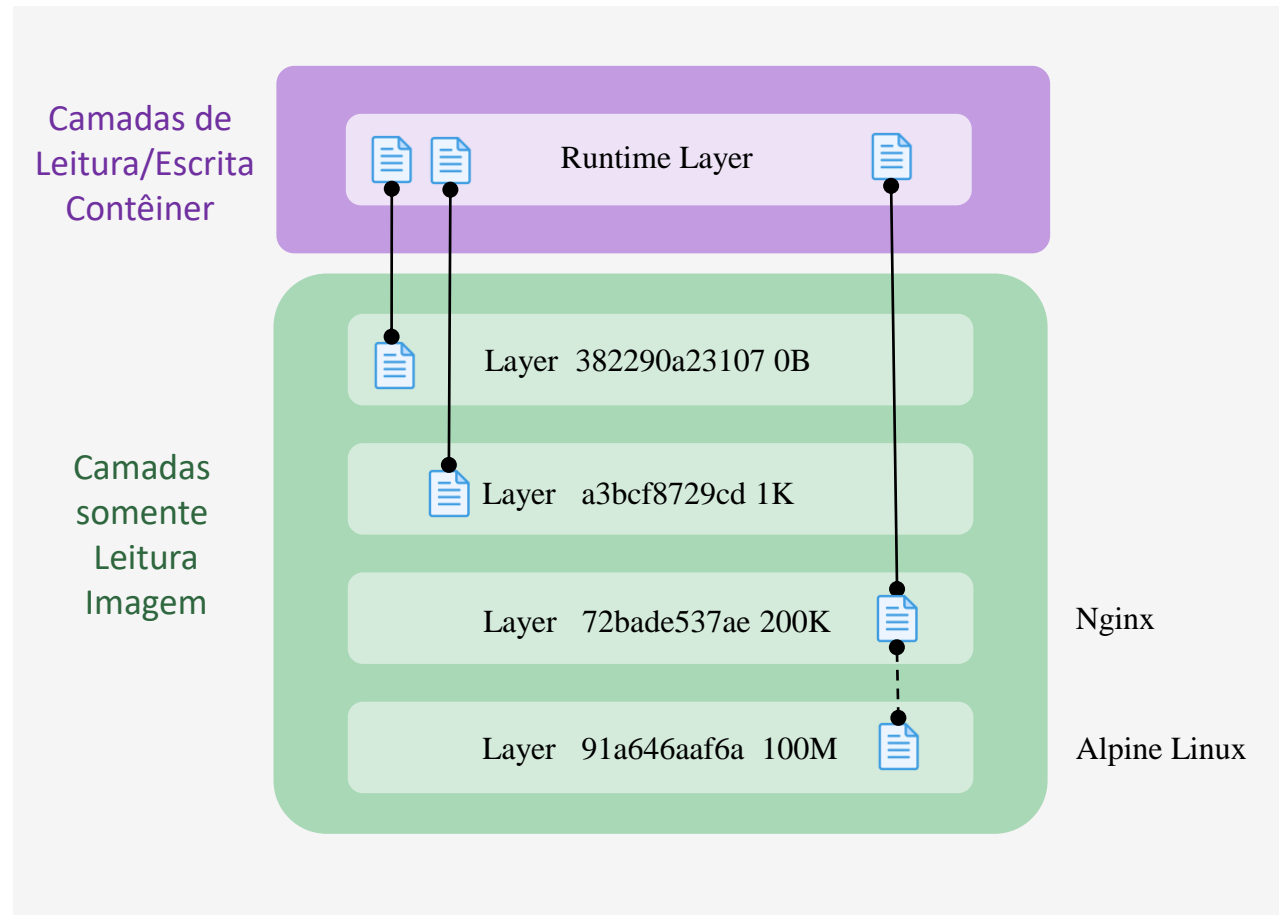 Camadas de
Leitura/Escrita
Contêiner
Runtime Layer
Layer 382290a23107 0B
Layer a3bcf8729cd 1K
Camadas
somente
Leitura
Imagem
Layer 72bade537ae 200K
Nginx
Layer 91a646aaf6a 100M
Alpine Linux